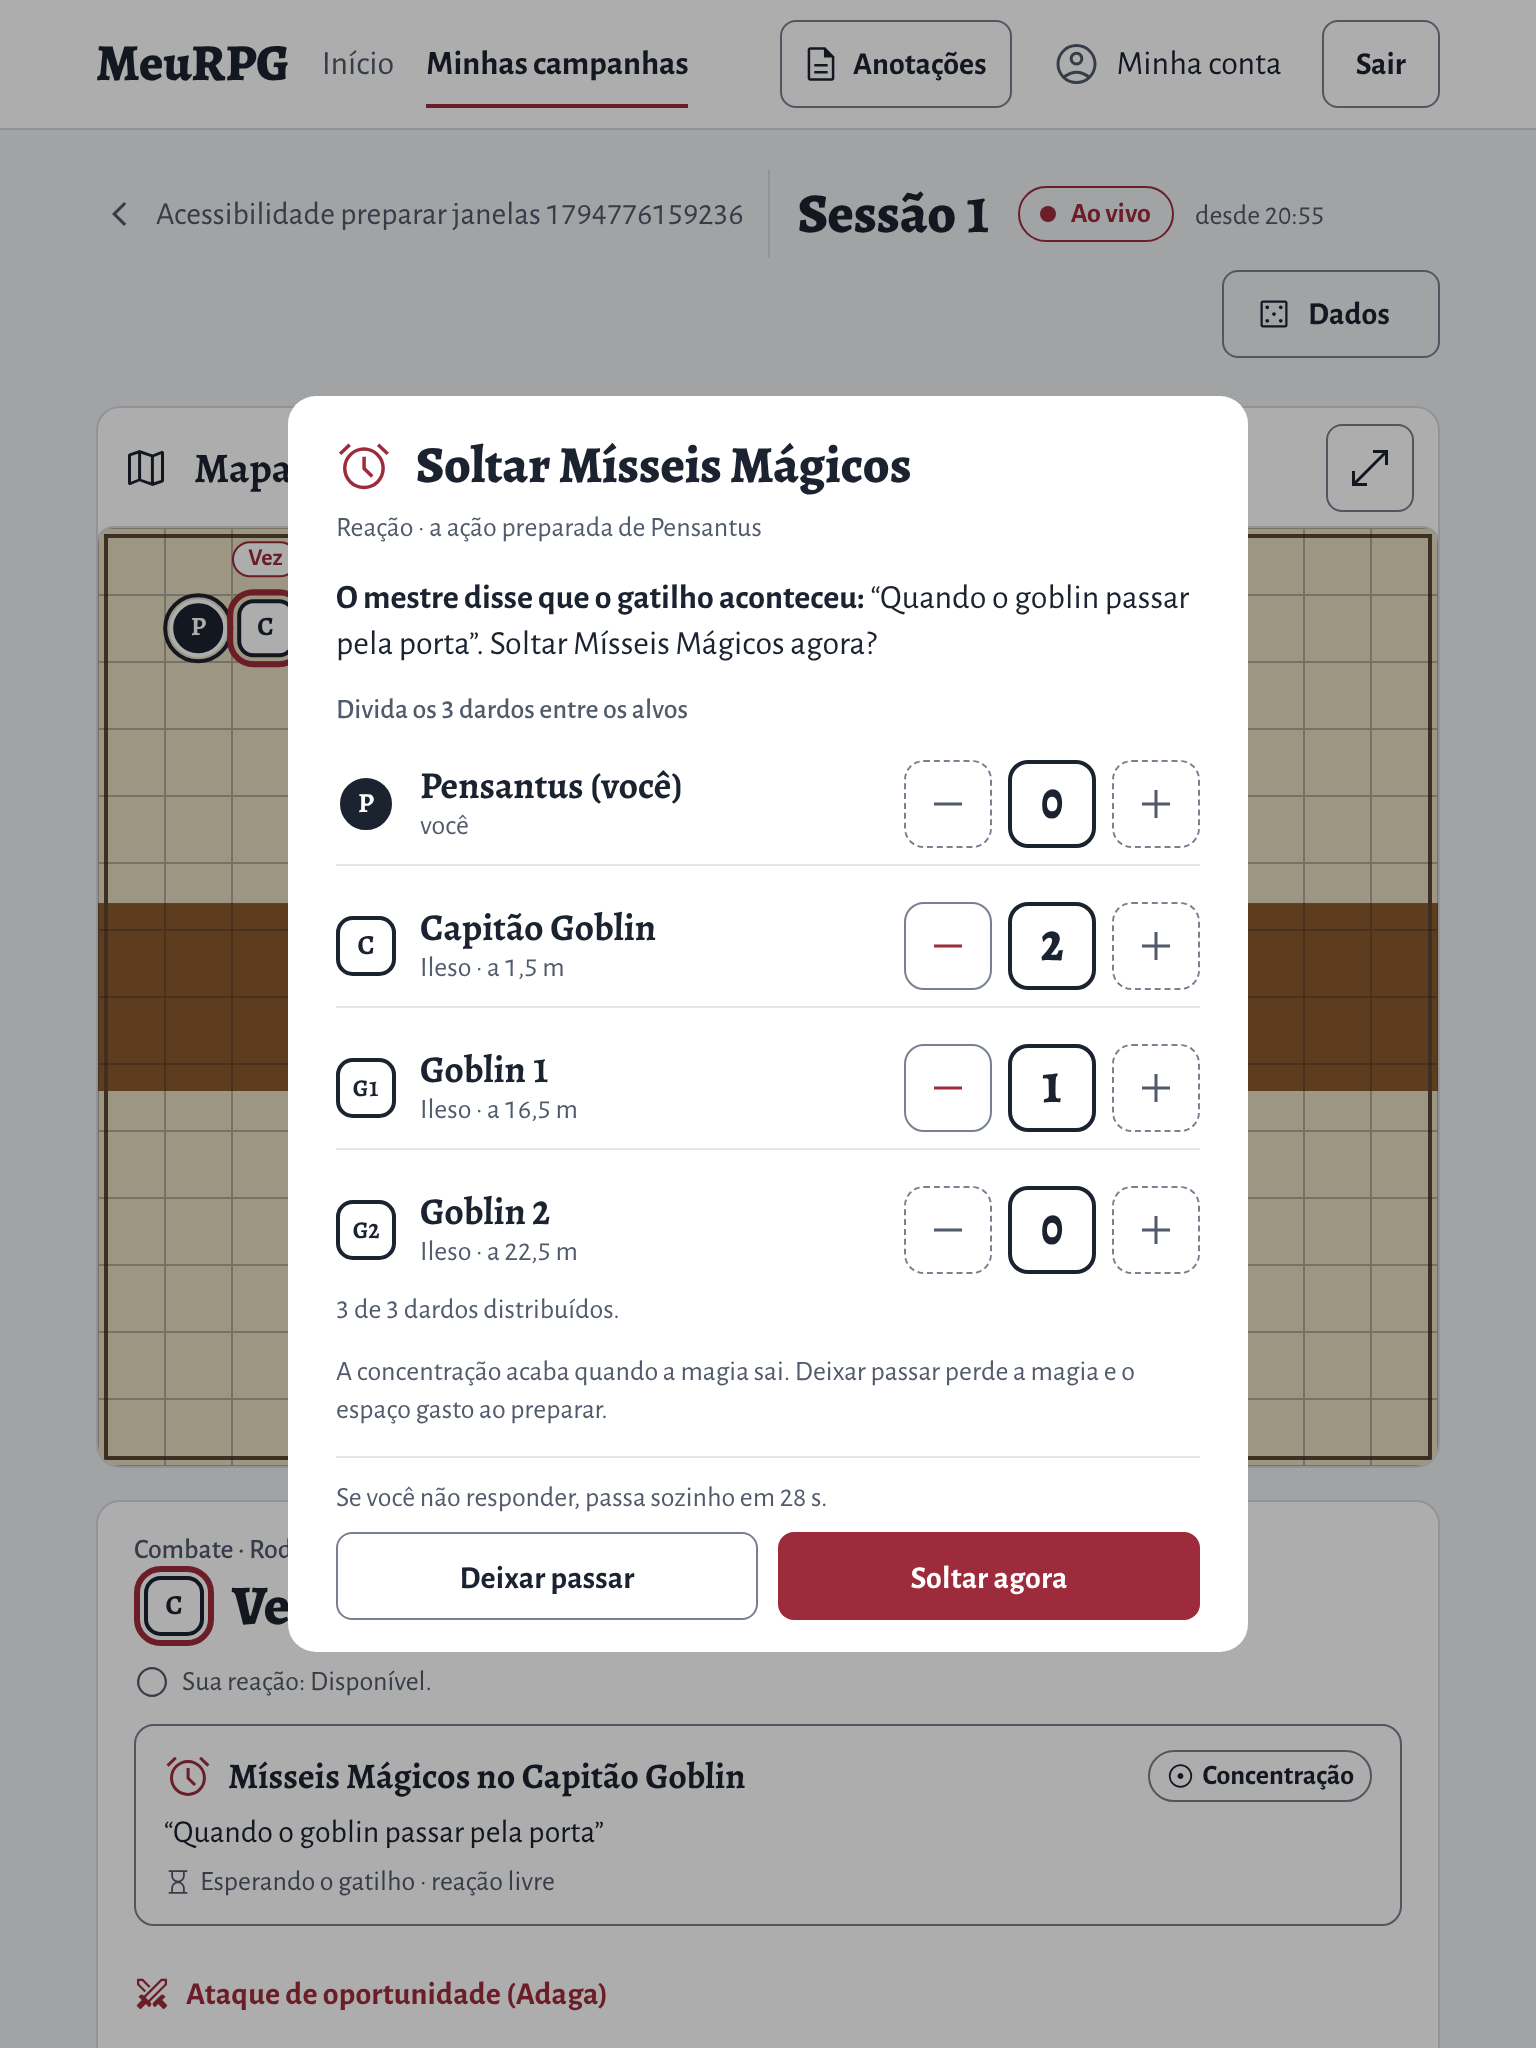 MeuRPG Início Minhas campanhas Anotações Minha conta Sair
Acessibilidade preparar janelas 1794776159236 Sessão 1 Ao vivo desde 20:55
Dados
Mapa
Vez
P C
Soltar Mísseis Mágicos
Reação · a ação preparada de Pensantus
O mestre disse que o gatilho aconteceu: “Quando o goblin passar
pela porta”. Soltar Mísseis Mágicos agora?
Divida os 3 dardos entre os alvos
P Pensantus (você) − 0 +
você
C Capitão Goblin − 2 +
Ileso · a 1,5 m
G1 Goblin 1 − 1 +
Ileso · a 16,5 m
G2 Goblin 2 − 0 +
Ileso · a 22,5 m
3 de 3 dardos distribuídos.
A concentração acaba quando a magia sai. Deixar passar perde a magia e o
espaço gasto ao preparar.
Se você não responder, passa sozinho em 28 s.
Deixar passar Soltar agora
Combate ·
C
Sua reação: Disponível.
Mísseis Mágicos no Capitão Goblin Concentração
“Quando o goblin passar pela porta”
Esperando o gatilho · reação livre
Ataque de oportunidade (Adaga)